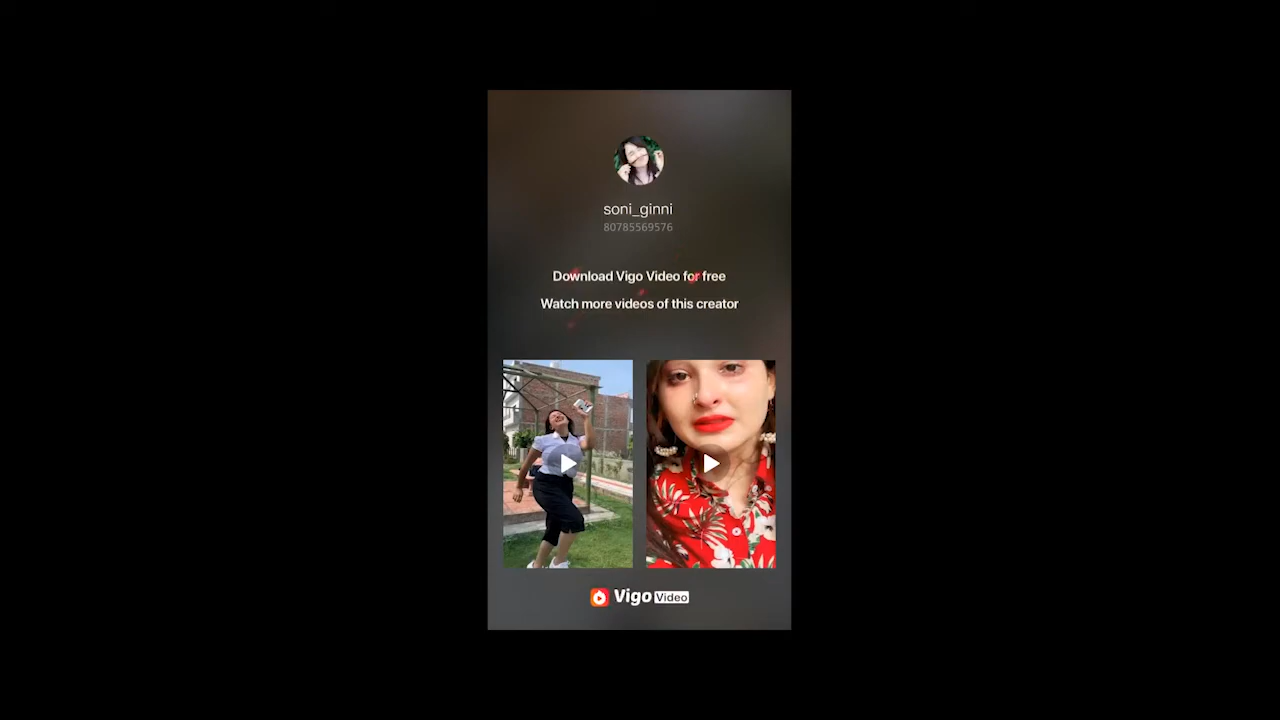 soni_ginni
80785569576
Download Vigo Video for free
Watch more videos of this creator
Vigo Video